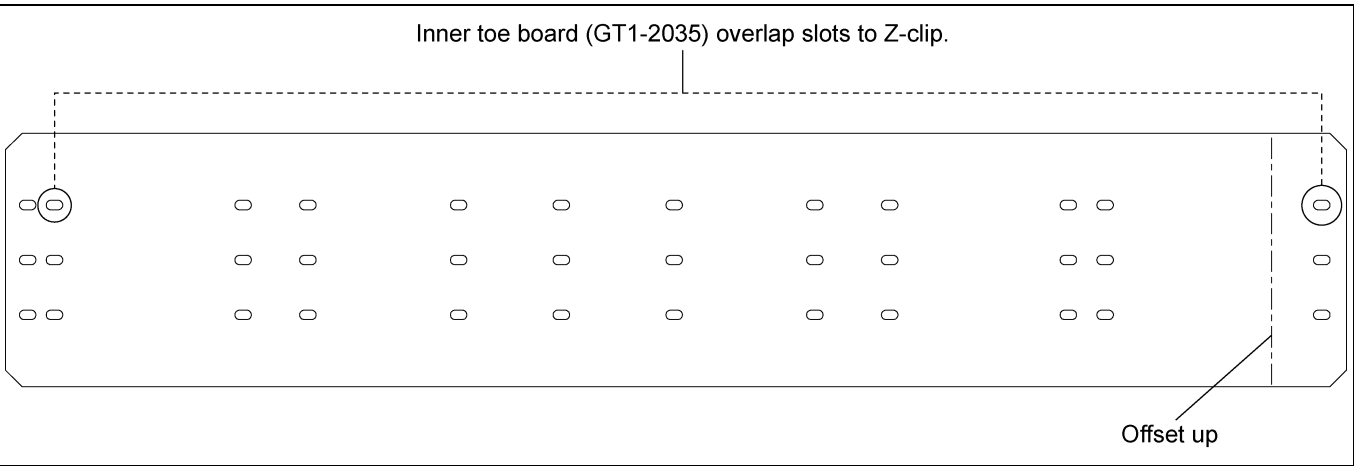 Inner toe board (GT1-2035) overlap slots to Z-clip.
Offset up